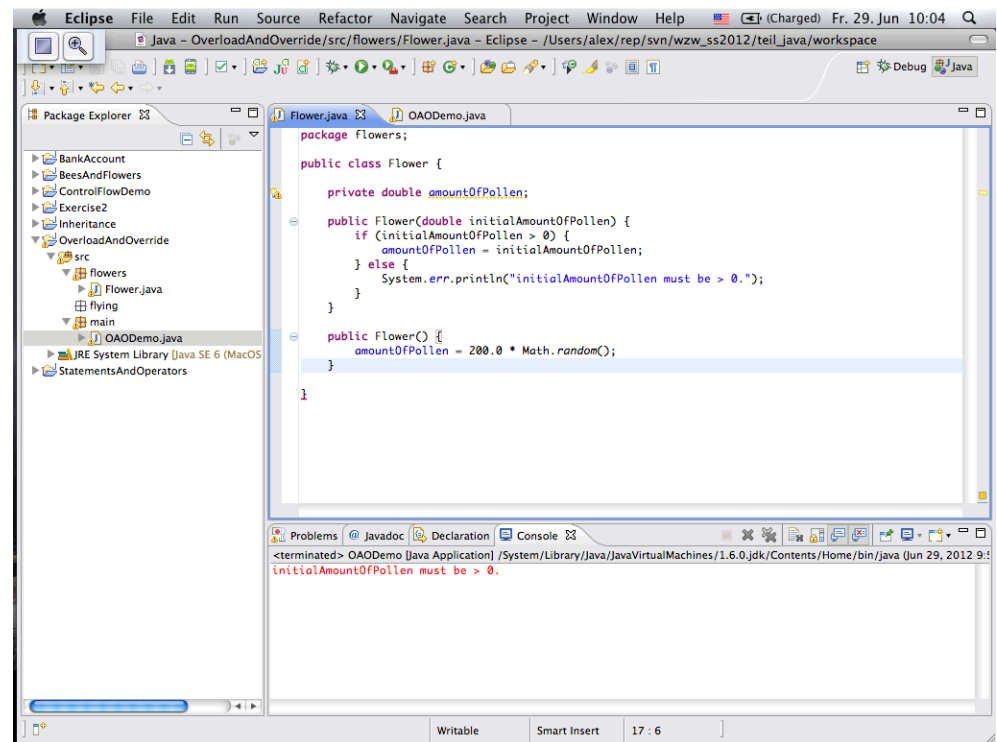 Eclipse File Edit Run Source Refactor Navigate Search Project Window Help (Charged) Fr. 29. Jun 10:04
Java – OverloadAndOverride/src/flowers/Flower.java – Eclipse – /Users/alex/rep/svn/wzw_ss2012/teil_java/workspace
Debug Java
Package Explorer
Flower.java OAODemo.java
BankAccount
BeesAndFlowers
ControlFlowDemo
Exercise2
Inheritance
OverloadAndOverride
src
flowers
Flower.java
flying
main
OAODemo.java
JRE System Library [Java SE 6 (MacOS
StatementsAndOperators
package flowers;
public class Flower {
private double amountOfPollen;
public Flower(double initialAmountOfPollen) {
if (initialAmountOfPollen > 0) {
amountOfPollen = initialAmountOfPollen;
} else {
System.err.println("initialAmountOfPollen must be > 0.");
}
}
public Flower() {
amountOfPollen = 200.0 * Math.random();
}
}
Problems Javadoc Declaration Console
<terminated> OAODemo [Java Application] /System/Library/Java/JavaVirtualMachines/1.6.0.jdk/Contents/Home/bin/java (Jun 29, 2012 9:
initialAmountOfPollen must be > 0.
Writable Smart Insert 17 : 6